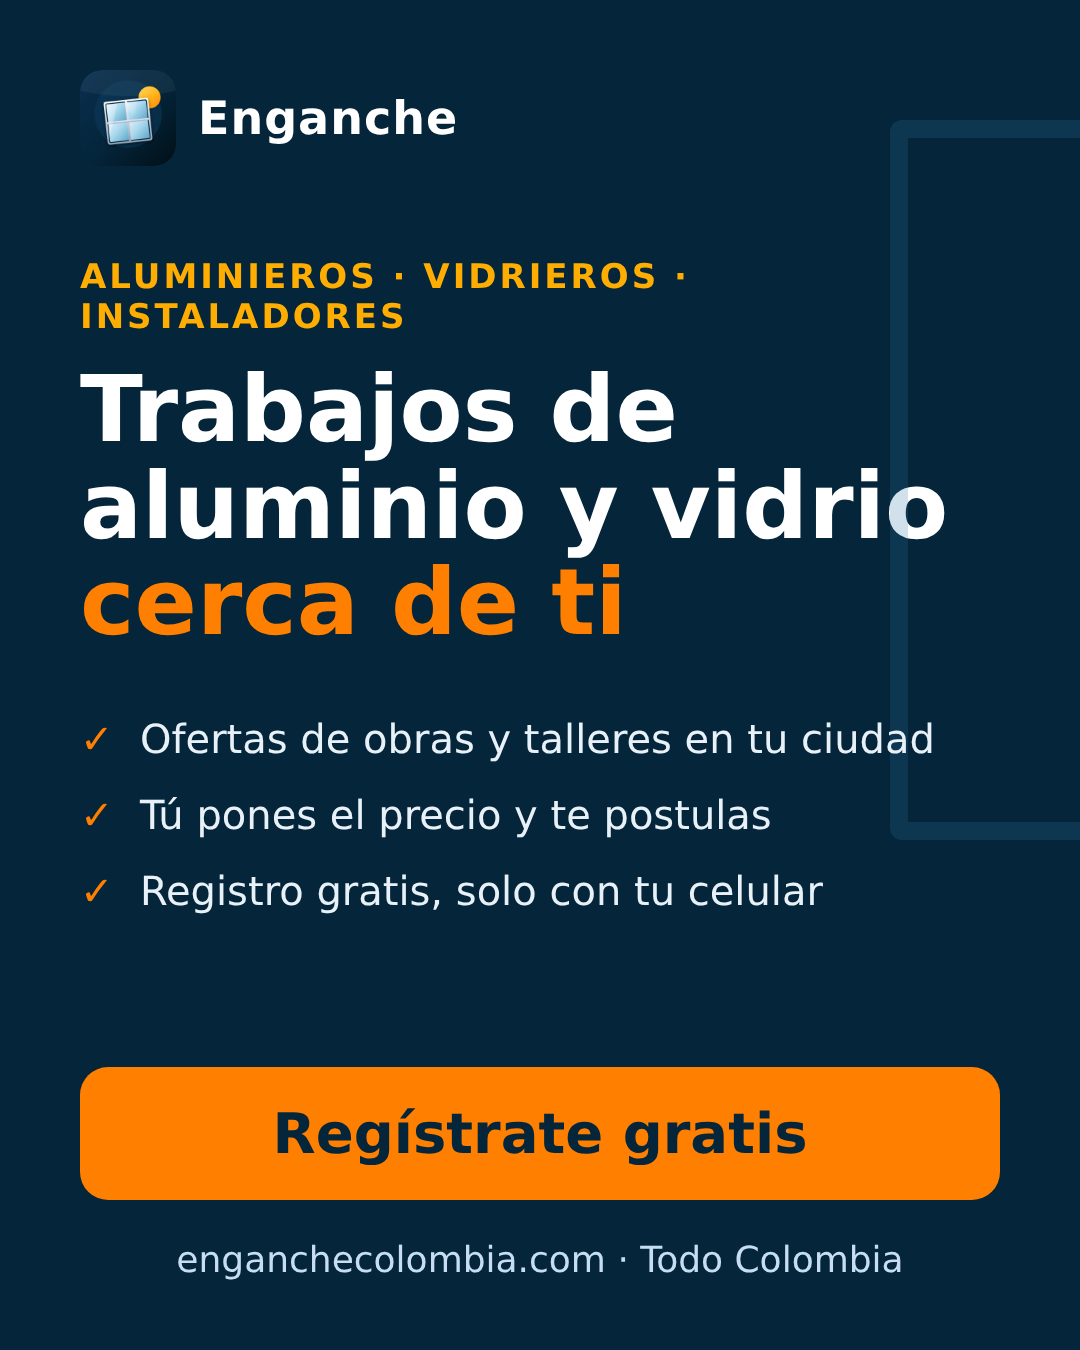 Enganche
ALUMINIEROS · VIDRIEROS ·
INSTALADORES
Trabajos de
aluminio y vidrio
cerca de ti
✓ Ofertas de obras y talleres en tu ciudad
✓ Tú pones el precio y te postulas
✓ Registro gratis, solo con tu celular
Regístrate gratis
enganchecolombia.com · Todo Colombia